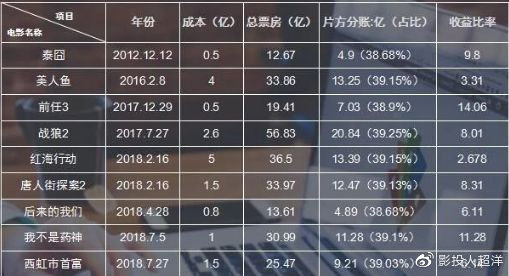 项目
电影名称 年份 成本（亿） 总票房（亿） 片方分账:亿（占比） 收益比率
泰囧 2012.12.12 0.5 12.67 4.9（38.68%） 9.8
美人鱼 2016.2.8 4 33.86 13.25（39.15%） 3.31
前任3 2017.12.29 0.5 19.41 7.03（38.9%） 14.06
战狼2 2017.7.27 2.6 56.83 20.84（39.25%） 8.01
红海行动 2018.2.16 5 36.5 13.39（39.15%） 2.678
唐人街探案2 2018.2.16 1.5 33.97 12.47（39.13%） 8.31
后来的我们 2018.4.28 0.8 13.61 4.89（38.68%） 6.11
我不是药神 2018.7.5 1 30.99 11.28（39.1%） 11.28
西虹市首富 2018.7.27 1.5 25.47 9.21（39.03%） 6.14
@影投人超洋